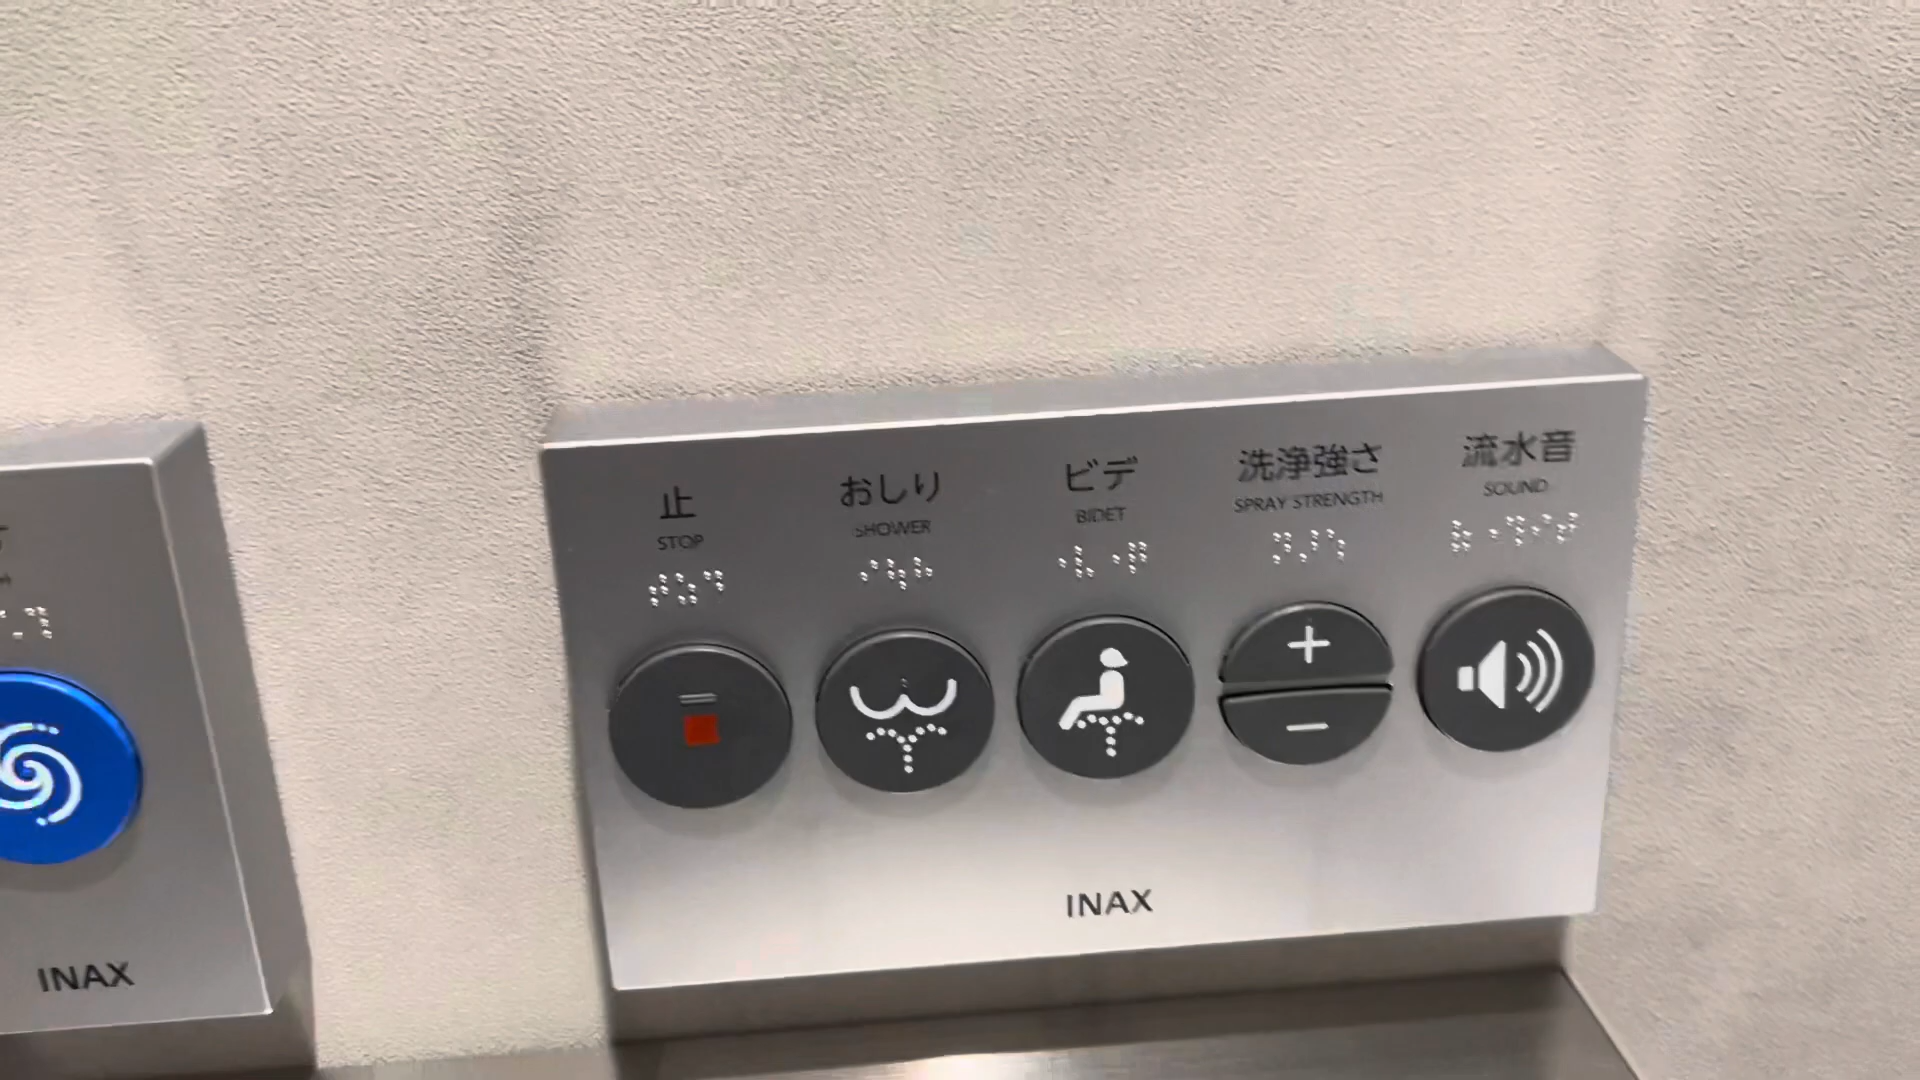 止
STOP
おしり
SHOWER
ビデ
BIDET
洗浄強さ
SPRAY STRENGTH
+
-
流水音
SOUND
INAX
INAX